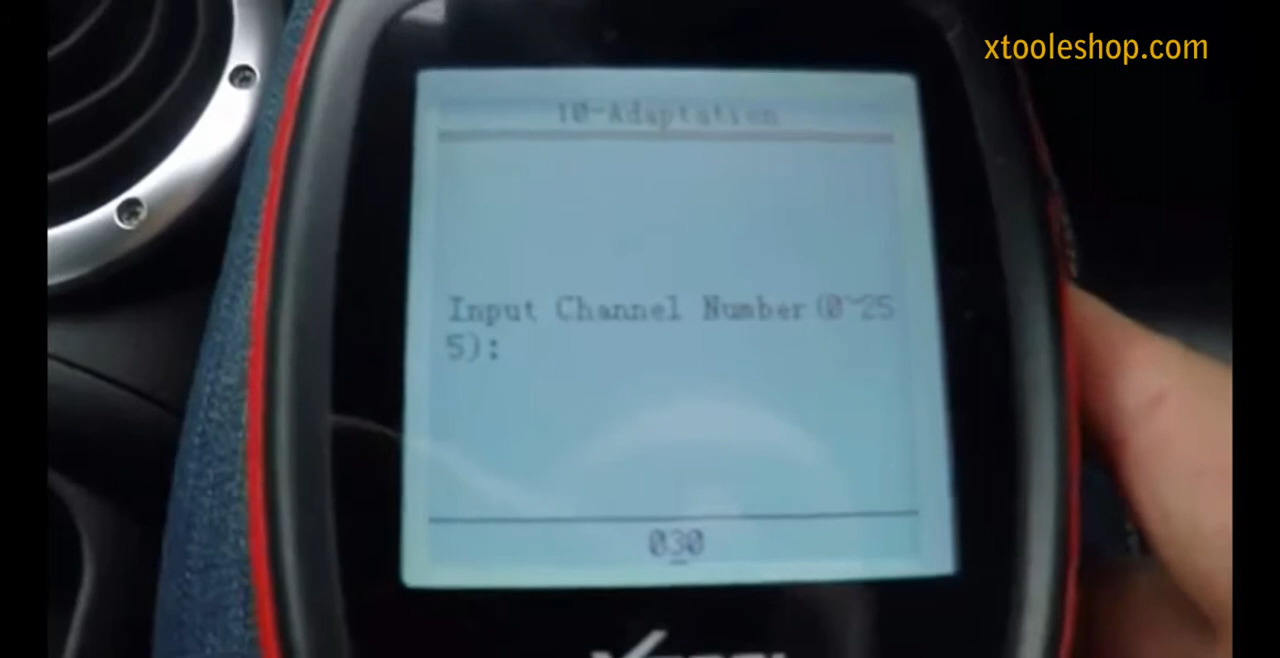 xtooleshop.com
10-Adaptation
Input Channel Number(0~25
5):
030